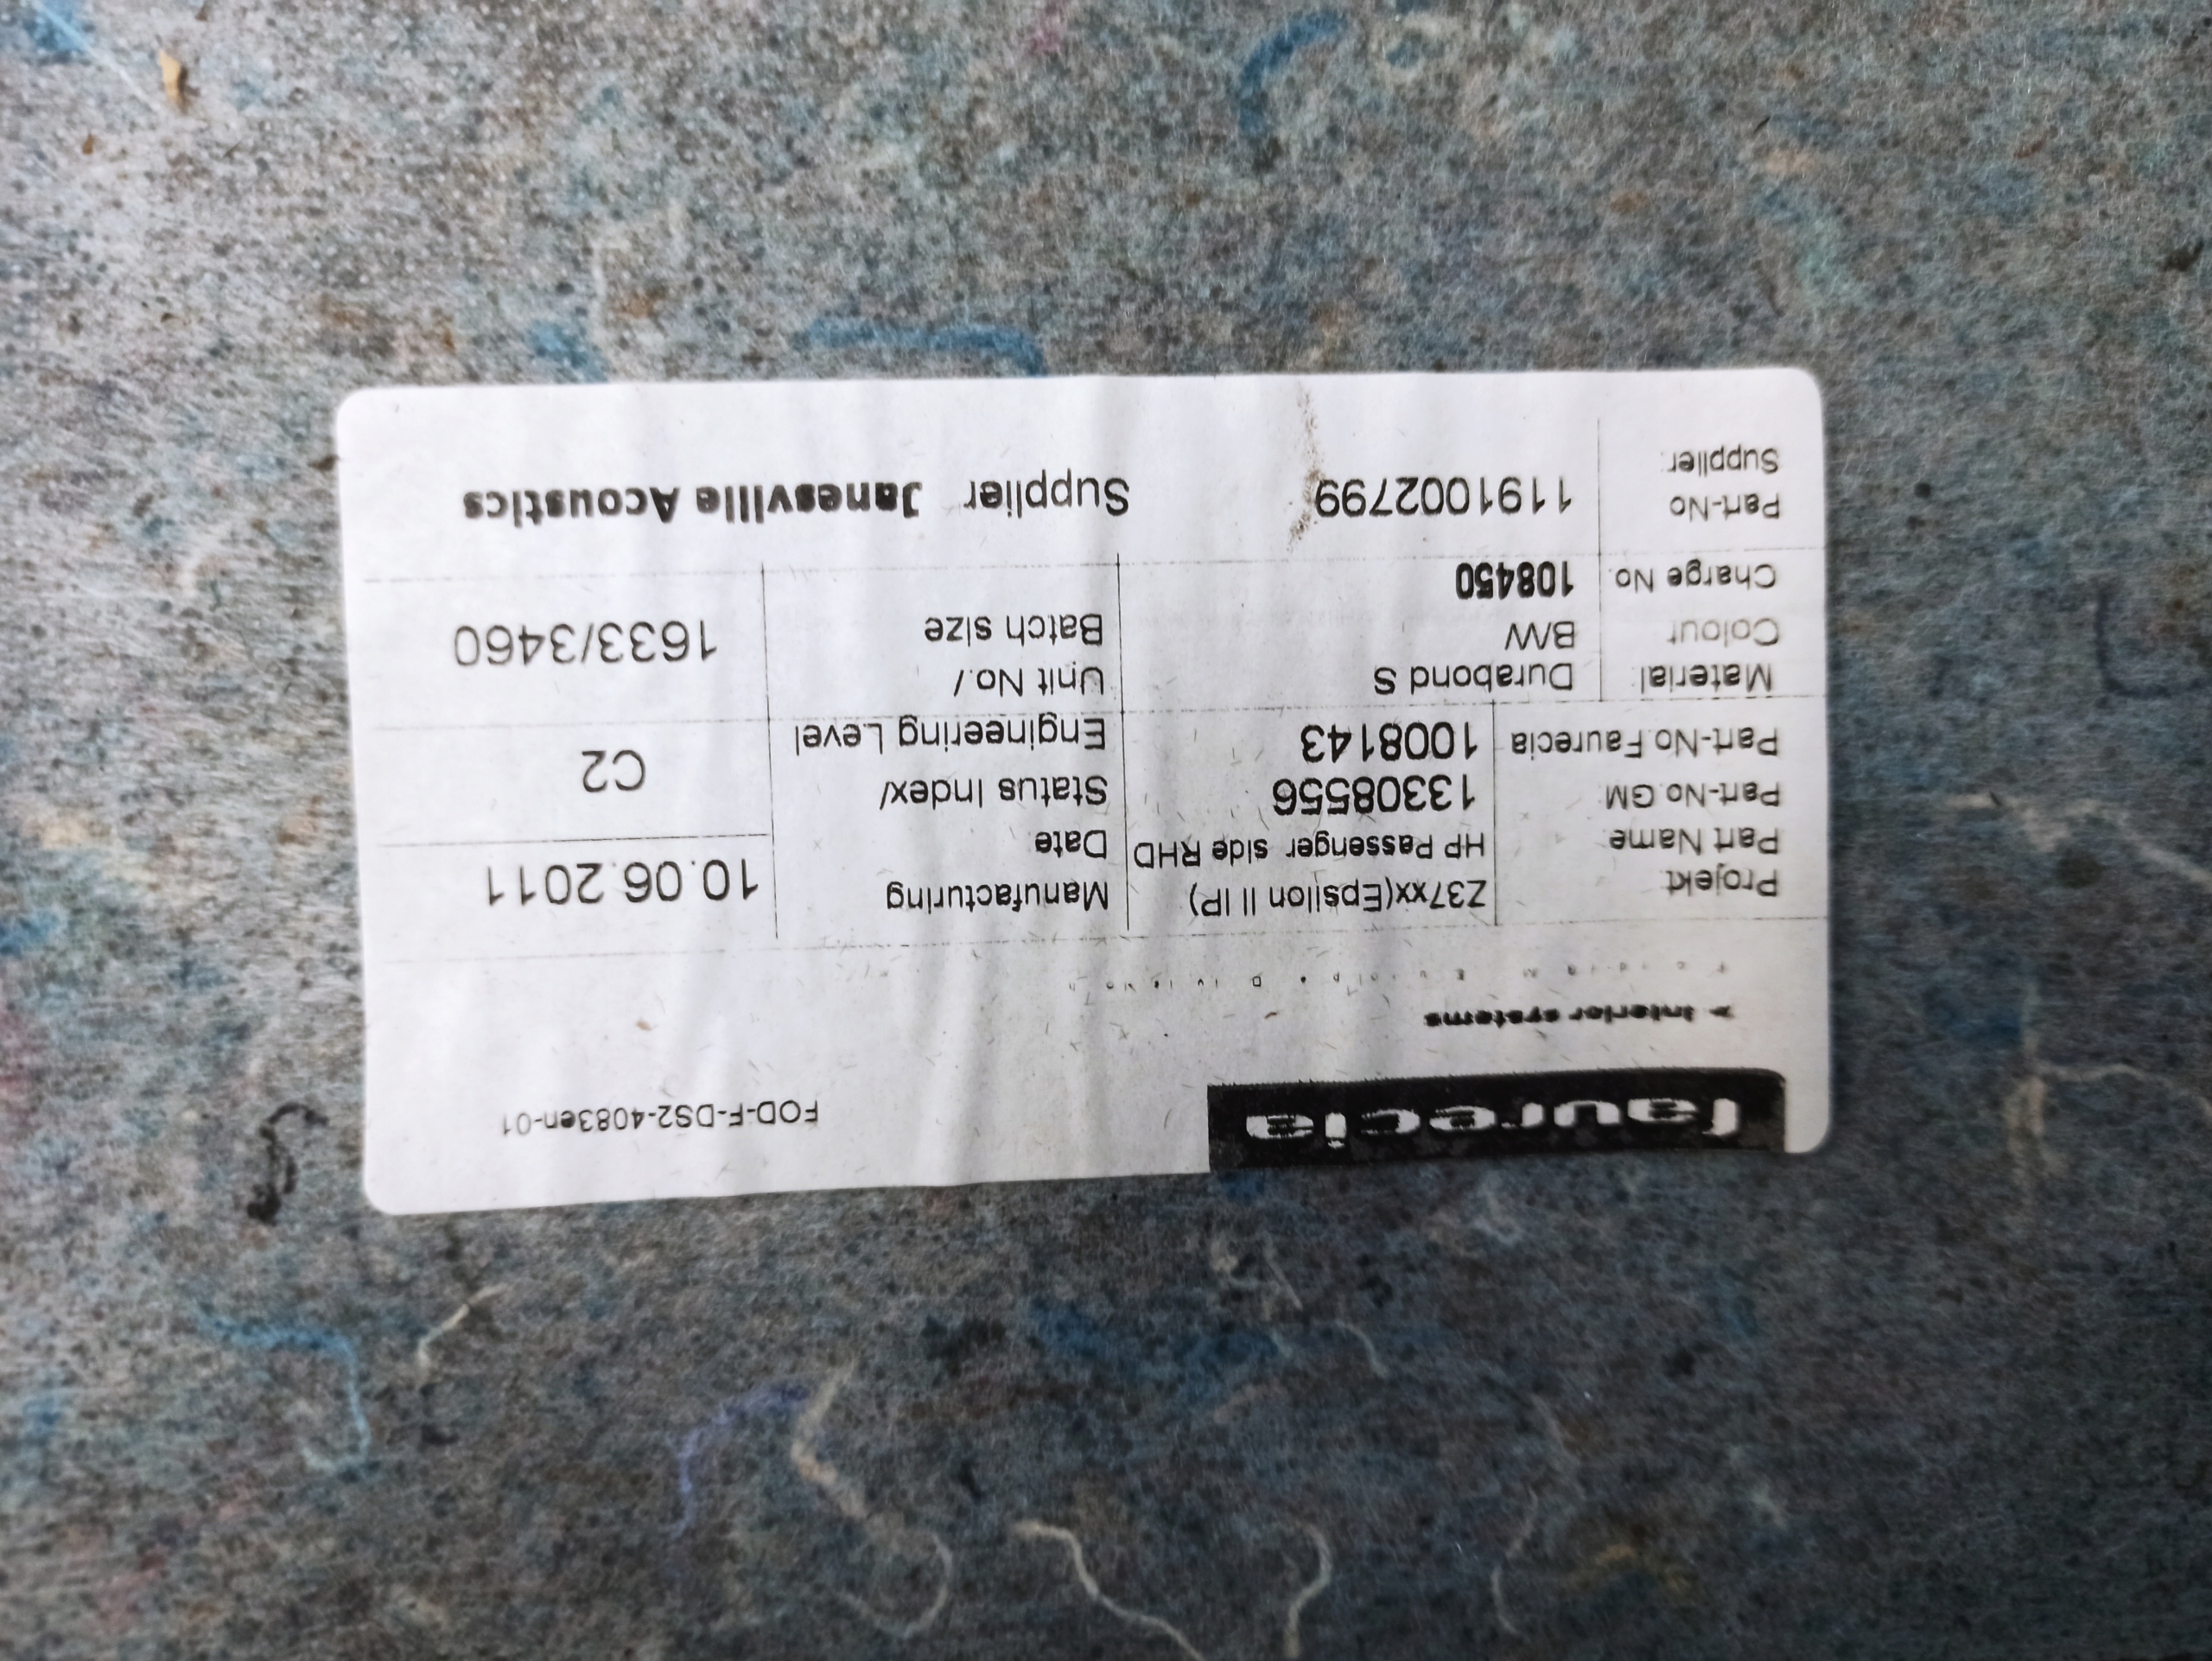 faurecia
FOD-F-DS2-4083en-01
> interior systems
Projekt Z37xx(Epsilon II IP) Manufacturing 10.06.2011
Part Name HP Passenger side RHD Date
Part-No.GM 13308556 Status Index/ C2
Part-No.Faurecia 1008143 Engineering Level
Material Durabond S Unit No./ 1633/3460
Colour B/W Batch size
Charge No. 108450
Part-No 1191002799 Supplier Janesville Acoustics
Supplier